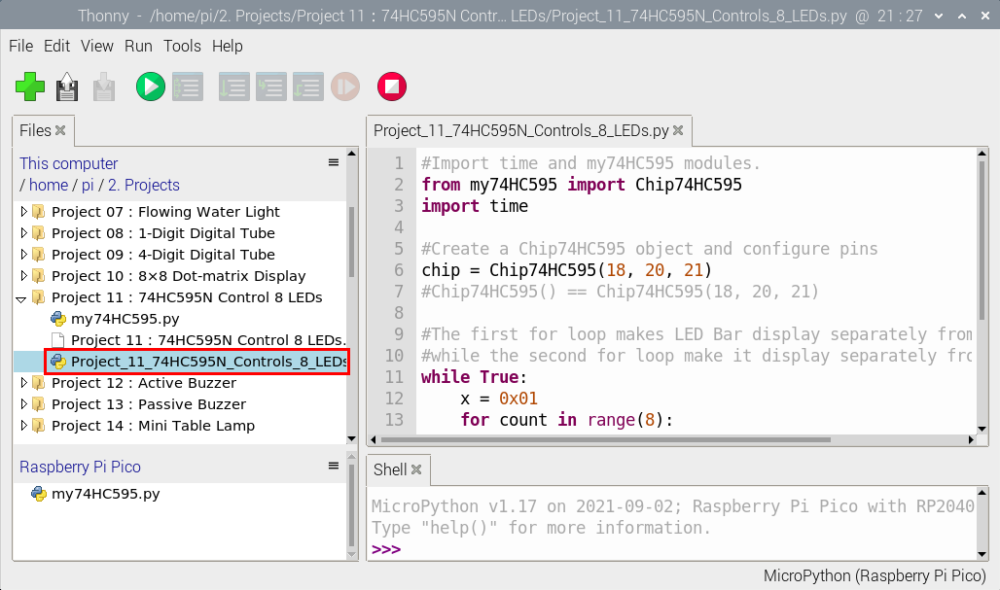 Thonny - /home/pi/2. Projects/Project 11 : 74HC595N Contr... LEDs/Project_11_74HC595N_Controls_8_LEDs.py @ 21 : 27
File Edit View Run Tools Help
Files
This computer
/ home / pi / 2. Projects
Project 07 : Flowing Water Light
Project 08 : 1-Digit Digital Tube
Project 09 : 4-Digit Digital Tube
Project 10 : 8×8 Dot-matrix Display
Project 11 : 74HC595N Control 8 LEDs
my74HC595.py
Project 11 : 74HC595N Control 8 LEDs.
Project_11_74HC595N_Controls_8_LEDs
Project 12 : Active Buzzer
Project 13 : Passive Buzzer
Project 14 : Mini Table Lamp
Raspberry Pi Pico
my74HC595.py
Project_11_74HC595N_Controls_8_LEDs.py
1 #Import time and my74HC595 modules.
2 from my74HC595 import Chip74HC595
3 import time
4
5 #Create a Chip74HC595 object and configure pins
6 chip = Chip74HC595(18, 20, 21)
7 #Chip74HC595() == Chip74HC595(18, 20, 21)
8
9 #The first for loop makes LED Bar display separately from
10 #while the second for loop make it display separately fro
11 while True:
12 x = 0x01
13 for count in range(8):
Shell
MicroPython v1.17 on 2021-09-02; Raspberry Pi Pico with RP2040
Type "help()" for more information.
>>>
MicroPython (Raspberry Pi Pico)